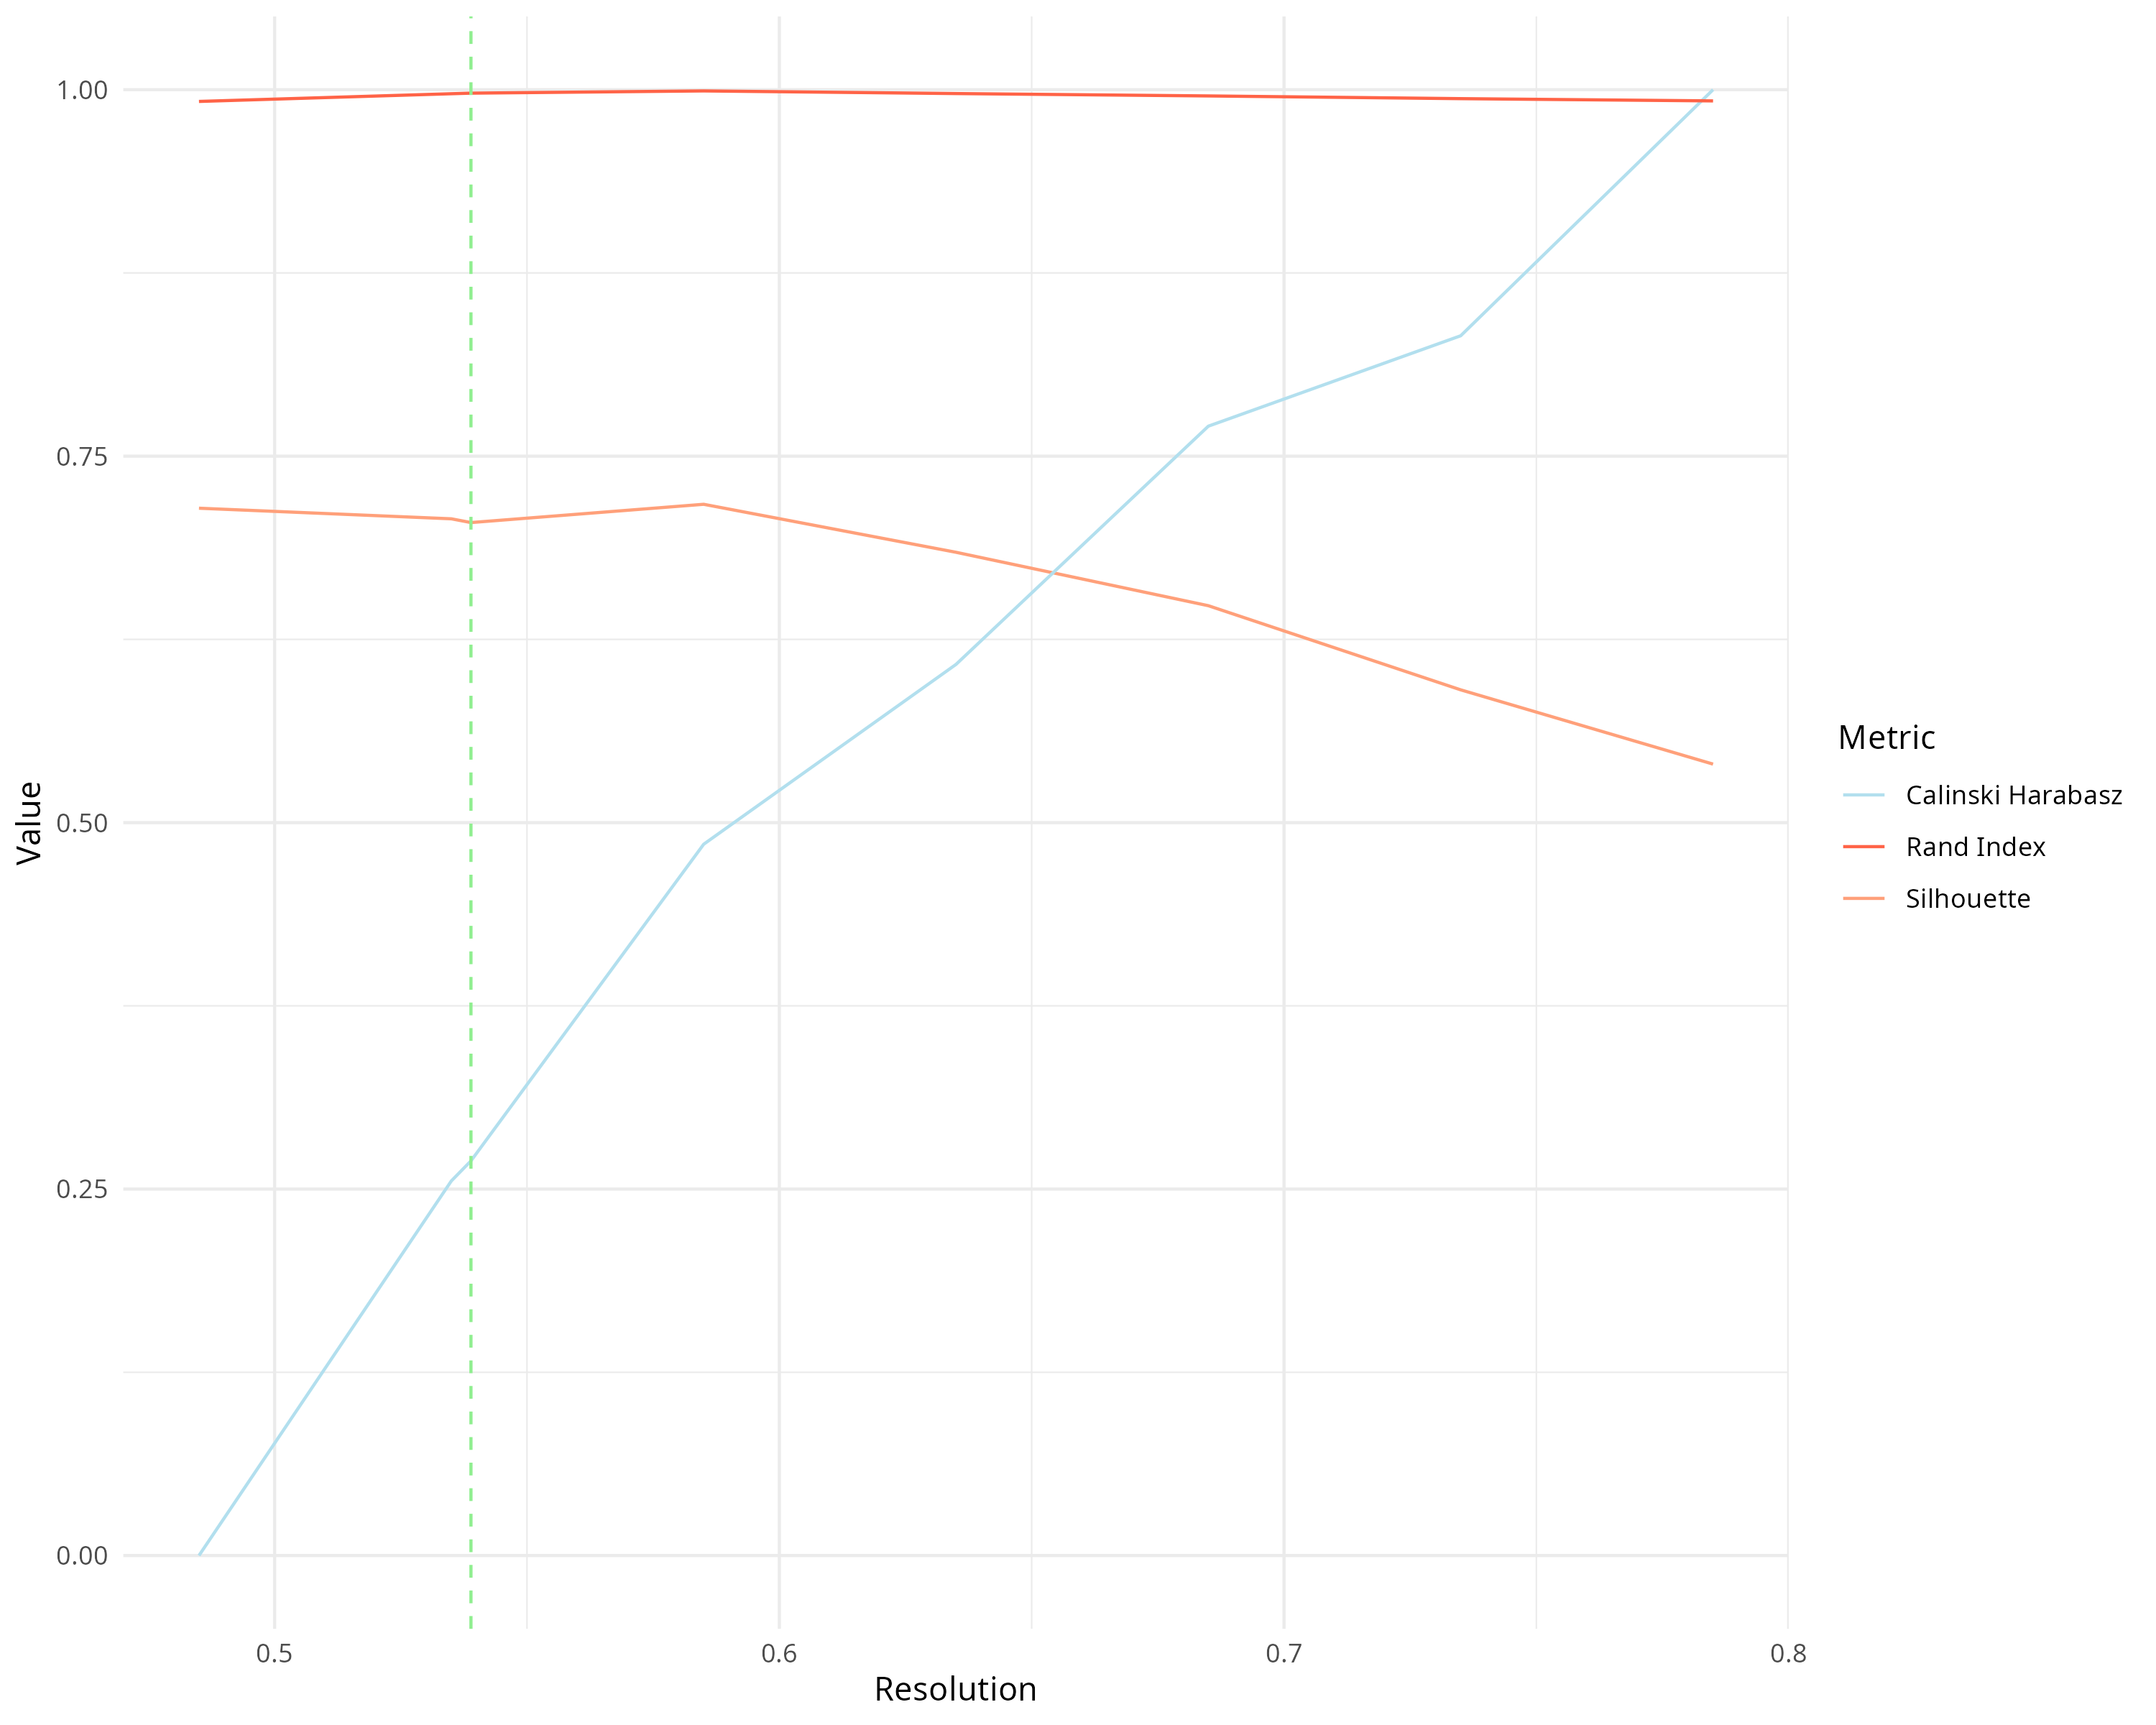 1.00
0.75
0.50
0.25
0.00
Value
0.5 0.6 0.7 0.8
Resolution
Metric
Calinski Harabasz
Rand Index
Silhouette